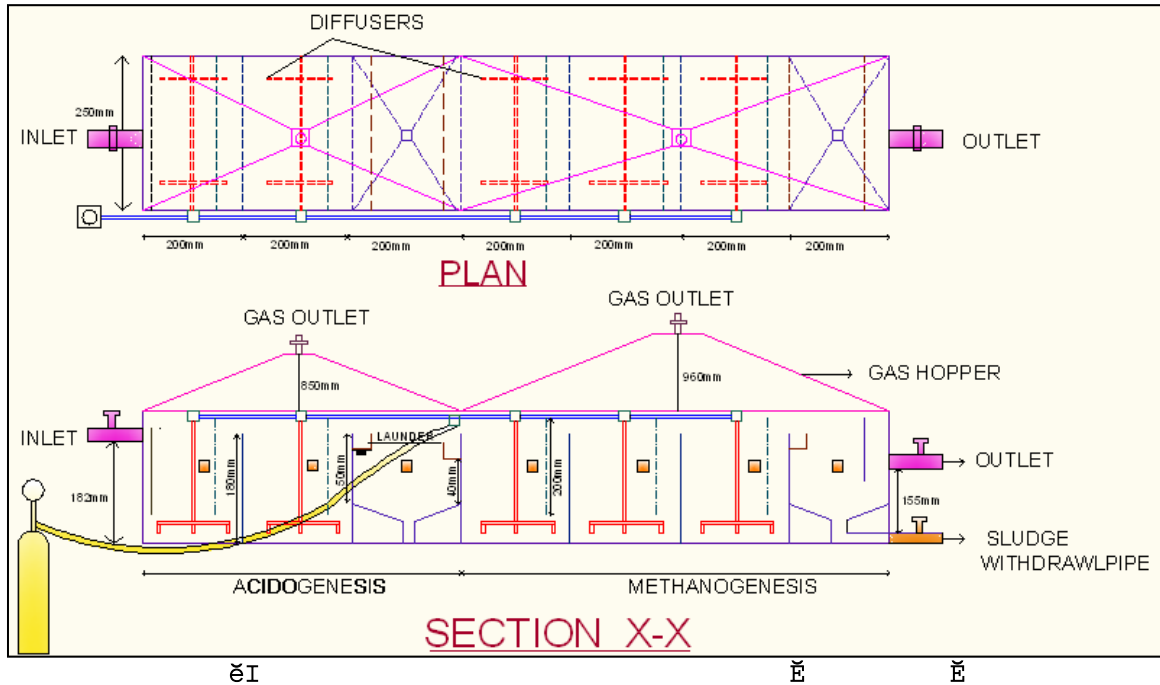 DIFFUSERS
250mm
INLET
OUTLET
200mm 200mm 200mm 200mm 200mm 200mm 200mm
PLAN
GAS OUTLET
GAS OUTLET
850mm
960mm
GAS HOPPER
INLET
LAUNDER
182mm
180mm
50mm
40mm
200mm
OUTLET
155mm
SLUDGE
WITHDRAWLPIPE
ACIDOGENESIS
METHANOGENESIS
SECTION X-X
ĕI Ĕ Ĕ